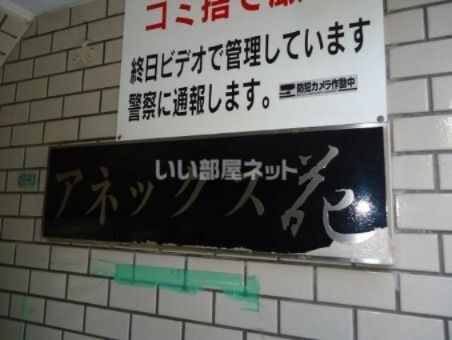 ゴミ捨て厳
終日ビデオで管理しています
警察に通報します。
防犯カメラ作動中
いい部屋ネット
アネックス苑